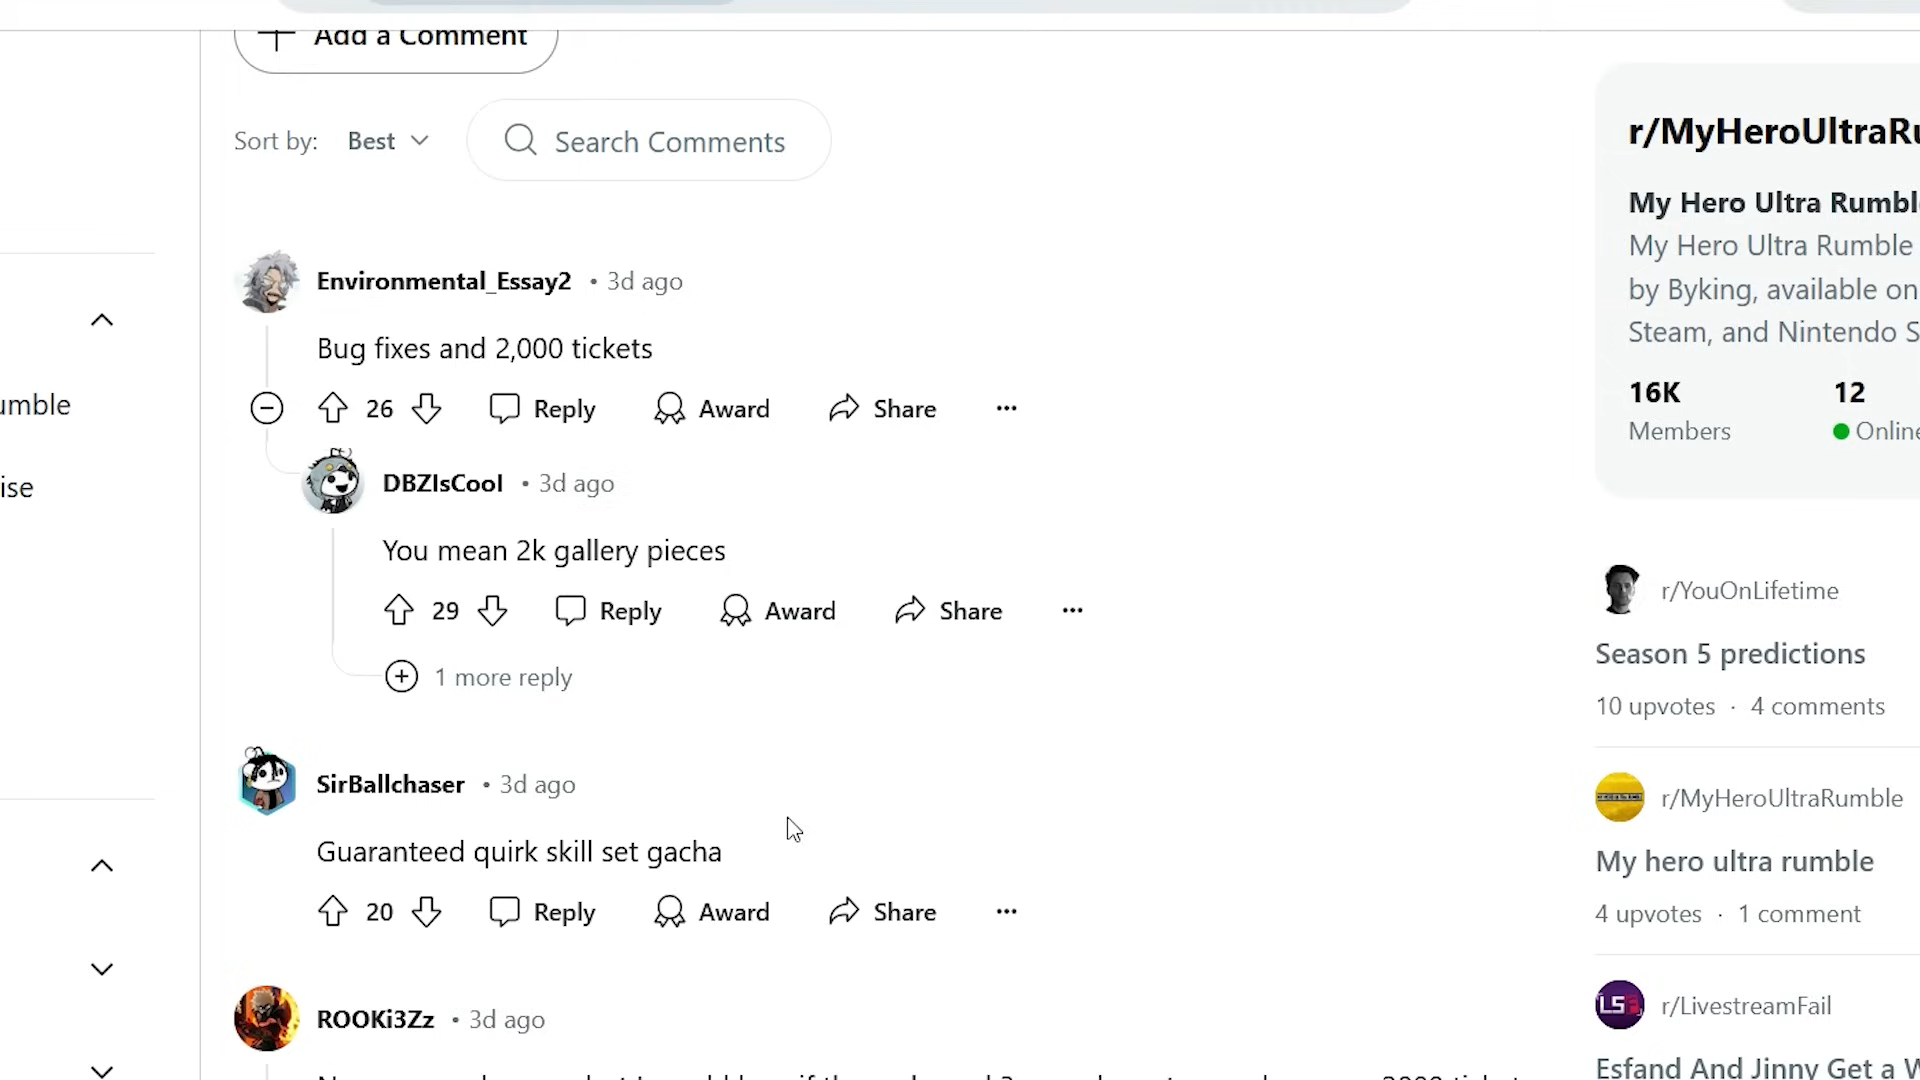 Add a Comment
Sort by: Best
Search Comments
Environmental_Essay2 • 3d ago
Bug fixes and 2,000 tickets
26 Reply Award Share
DBZIsCool • 3d ago
You mean 2k gallery pieces
29 Reply Award Share
1 more reply
SirBallchaser • 3d ago
Guaranteed quirk skill set gacha
20 Reply Award Share
ROOKi3Zz • 3d ago
umble
ise
r/MyHeroUltraRu
My Hero Ultra Rumbl
My Hero Ultra Rumble
by Byking, available on
Steam, and Nintendo S
16K 12
Members Online
r/YouOnLifetime
Season 5 predictions
10 upvotes · 4 comments
r/MyHeroUltraRumble
My hero ultra rumble
4 upvotes · 1 comment
LSF
r/LivestreamFail
Esfand And Jinny Get a W